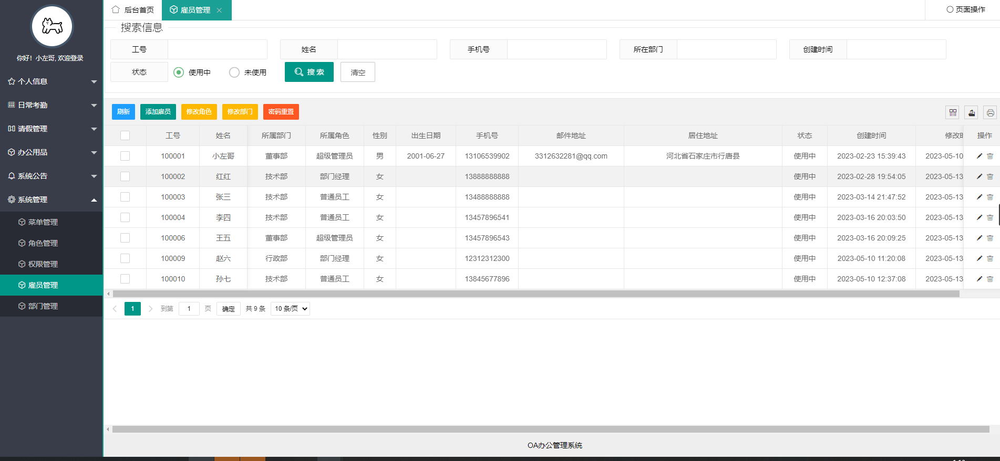 后台首页 雇员管理 页面操作
你好！小左哥, 欢迎登录
个人信息
日常考勤
请假管理
办公用品
系统公告
系统管理
菜单管理
角色管理
权限管理
雇员管理
部门管理
搜索信息
工号 姓名 手机号 所在部门 创建时间
状态 使用中 未使用 搜 索 清空
刷新 添加雇员 修改角色 修改部门 密码重置
工号 姓名 所属部门 所属角色 性别 出生日期 手机号 邮件地址 居住地址 状态 创建时间 修改时 操作
100001 小左哥 董事部 超级管理员 男 2001-06-27 13106539902 3312632281@qq.com 河北省石家庄市行唐县 使用中 2023-02-23 15:39:43 2023-05-10
100002 红红 技术部 部门经理 女 13888888888 使用中 2023-02-28 19:54:05 2023-05-13
100003 张三 技术部 普通员工 女 13488888888 使用中 2023-03-14 21:47:52 2023-05-13
100004 李四 技术部 普通员工 女 13457896541 使用中 2023-03-16 20:03:50 2023-05-13
100006 王五 董事部 超级管理员 女 13457896543 使用中 2023-03-16 20:09:25 2023-05-13
100009 赵六 行政部 部门经理 女 12312312300 使用中 2023-05-10 11:20:08 2023-05-13
100010 孙七 技术部 普通员工 女 13845677896 使用中 2023-05-10 12:37:08 2023-05-13
1 到第 1 页 确定 共 9 条 10 条/页
OA办公管理系统